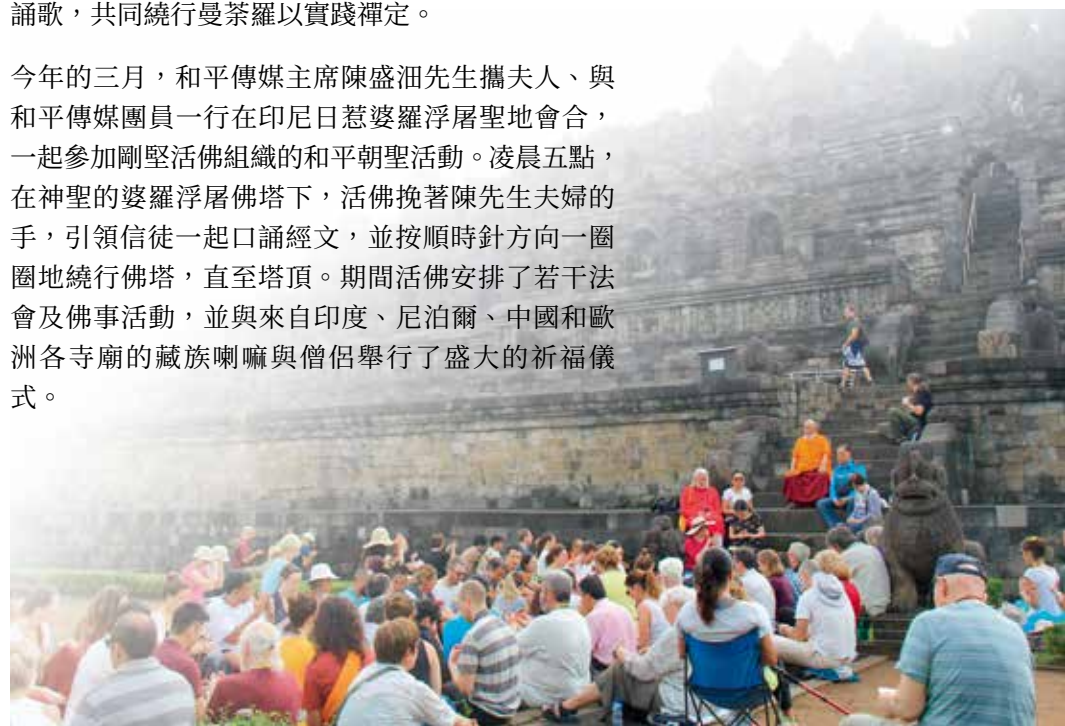 誦歌，共同繞行曼荼羅以實踐禪定。
今年的三月，和平傳媒主席陳盛沺先生攜夫人、與
和平傳媒團員一行在印尼日惹婆羅浮屠聖地會合，
一起參加剛堅活佛組織的和平朝聖活動。凌晨五點，
在神聖的婆羅浮屠佛塔下，活佛挽著陳先生夫婦的
手，引領信徒一起口誦經文，並按順時針方向一圈
圈地繞行佛塔，直至塔頂。期間活佛安排了若干法
會及佛事活動，並與來自印度、尼泊爾、中國和歐
洲各寺廟的藏族喇嘛與僧侶舉行了盛大的祈福儀
式。